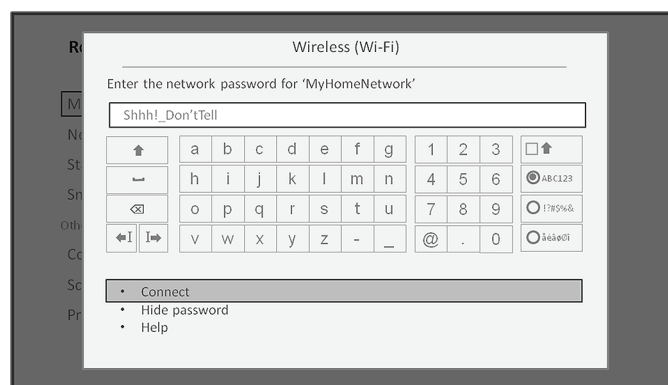 Wireless (Wi-Fi)
Enter the network password for ‘MyHomeNetwork’
Shhh!_Don’tTell
a b c d e f g 1 2 3
h i j k l m n 4 5 6 ABC123
o p q r s t u 7 8 9 !?#$%&
v w x y z - _ @ . 0 åèàøØî
• Connect
• Hide password
• Help